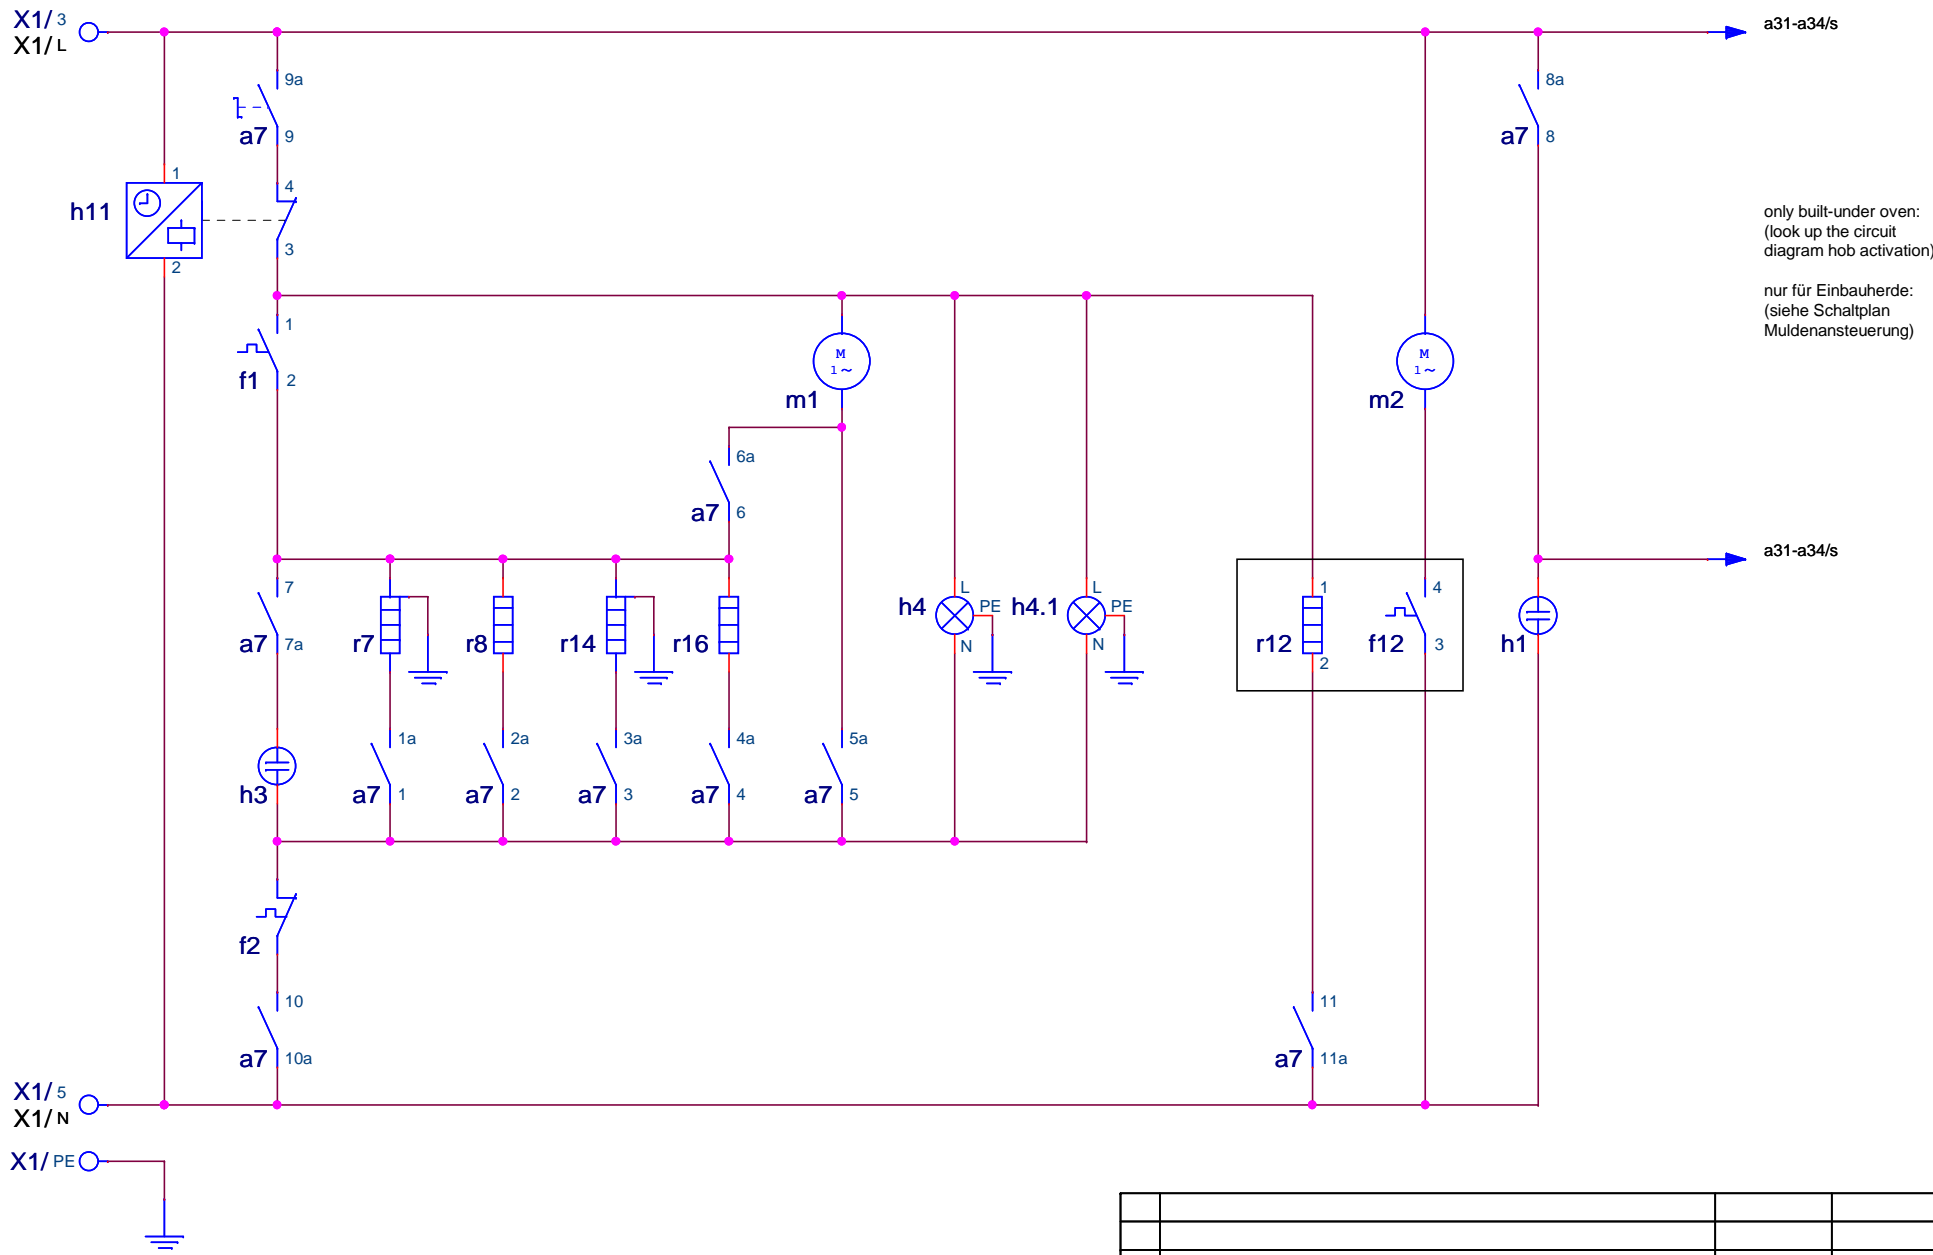 X1/ 3
X1/ L
a31-a34/s
9a
a7 9
8a
a7 8
1
h11
2
4
3
only built-under oven:
(look up the circuit
diagram hob activation)
nur für Einbauherde:
(siehe Schaltplan
Muldenansteuerung)
1
f1 2
M
1~
m1
M
1~
m2
6a
a7 6
a31-a34/s
7
a7 7a
r7
r8
r14
r16
L
h4 PE
N
L
h4.1 PE
N
1
r12
2
4
f12 3
h1
h3
1a
a7 1
2a
a7 2
3a
a7 3
4a
a7 4
5a
a7 5
f2
10
a7 10a
11
a7 11a
X1/ 5
X1/ N
X1/ PE